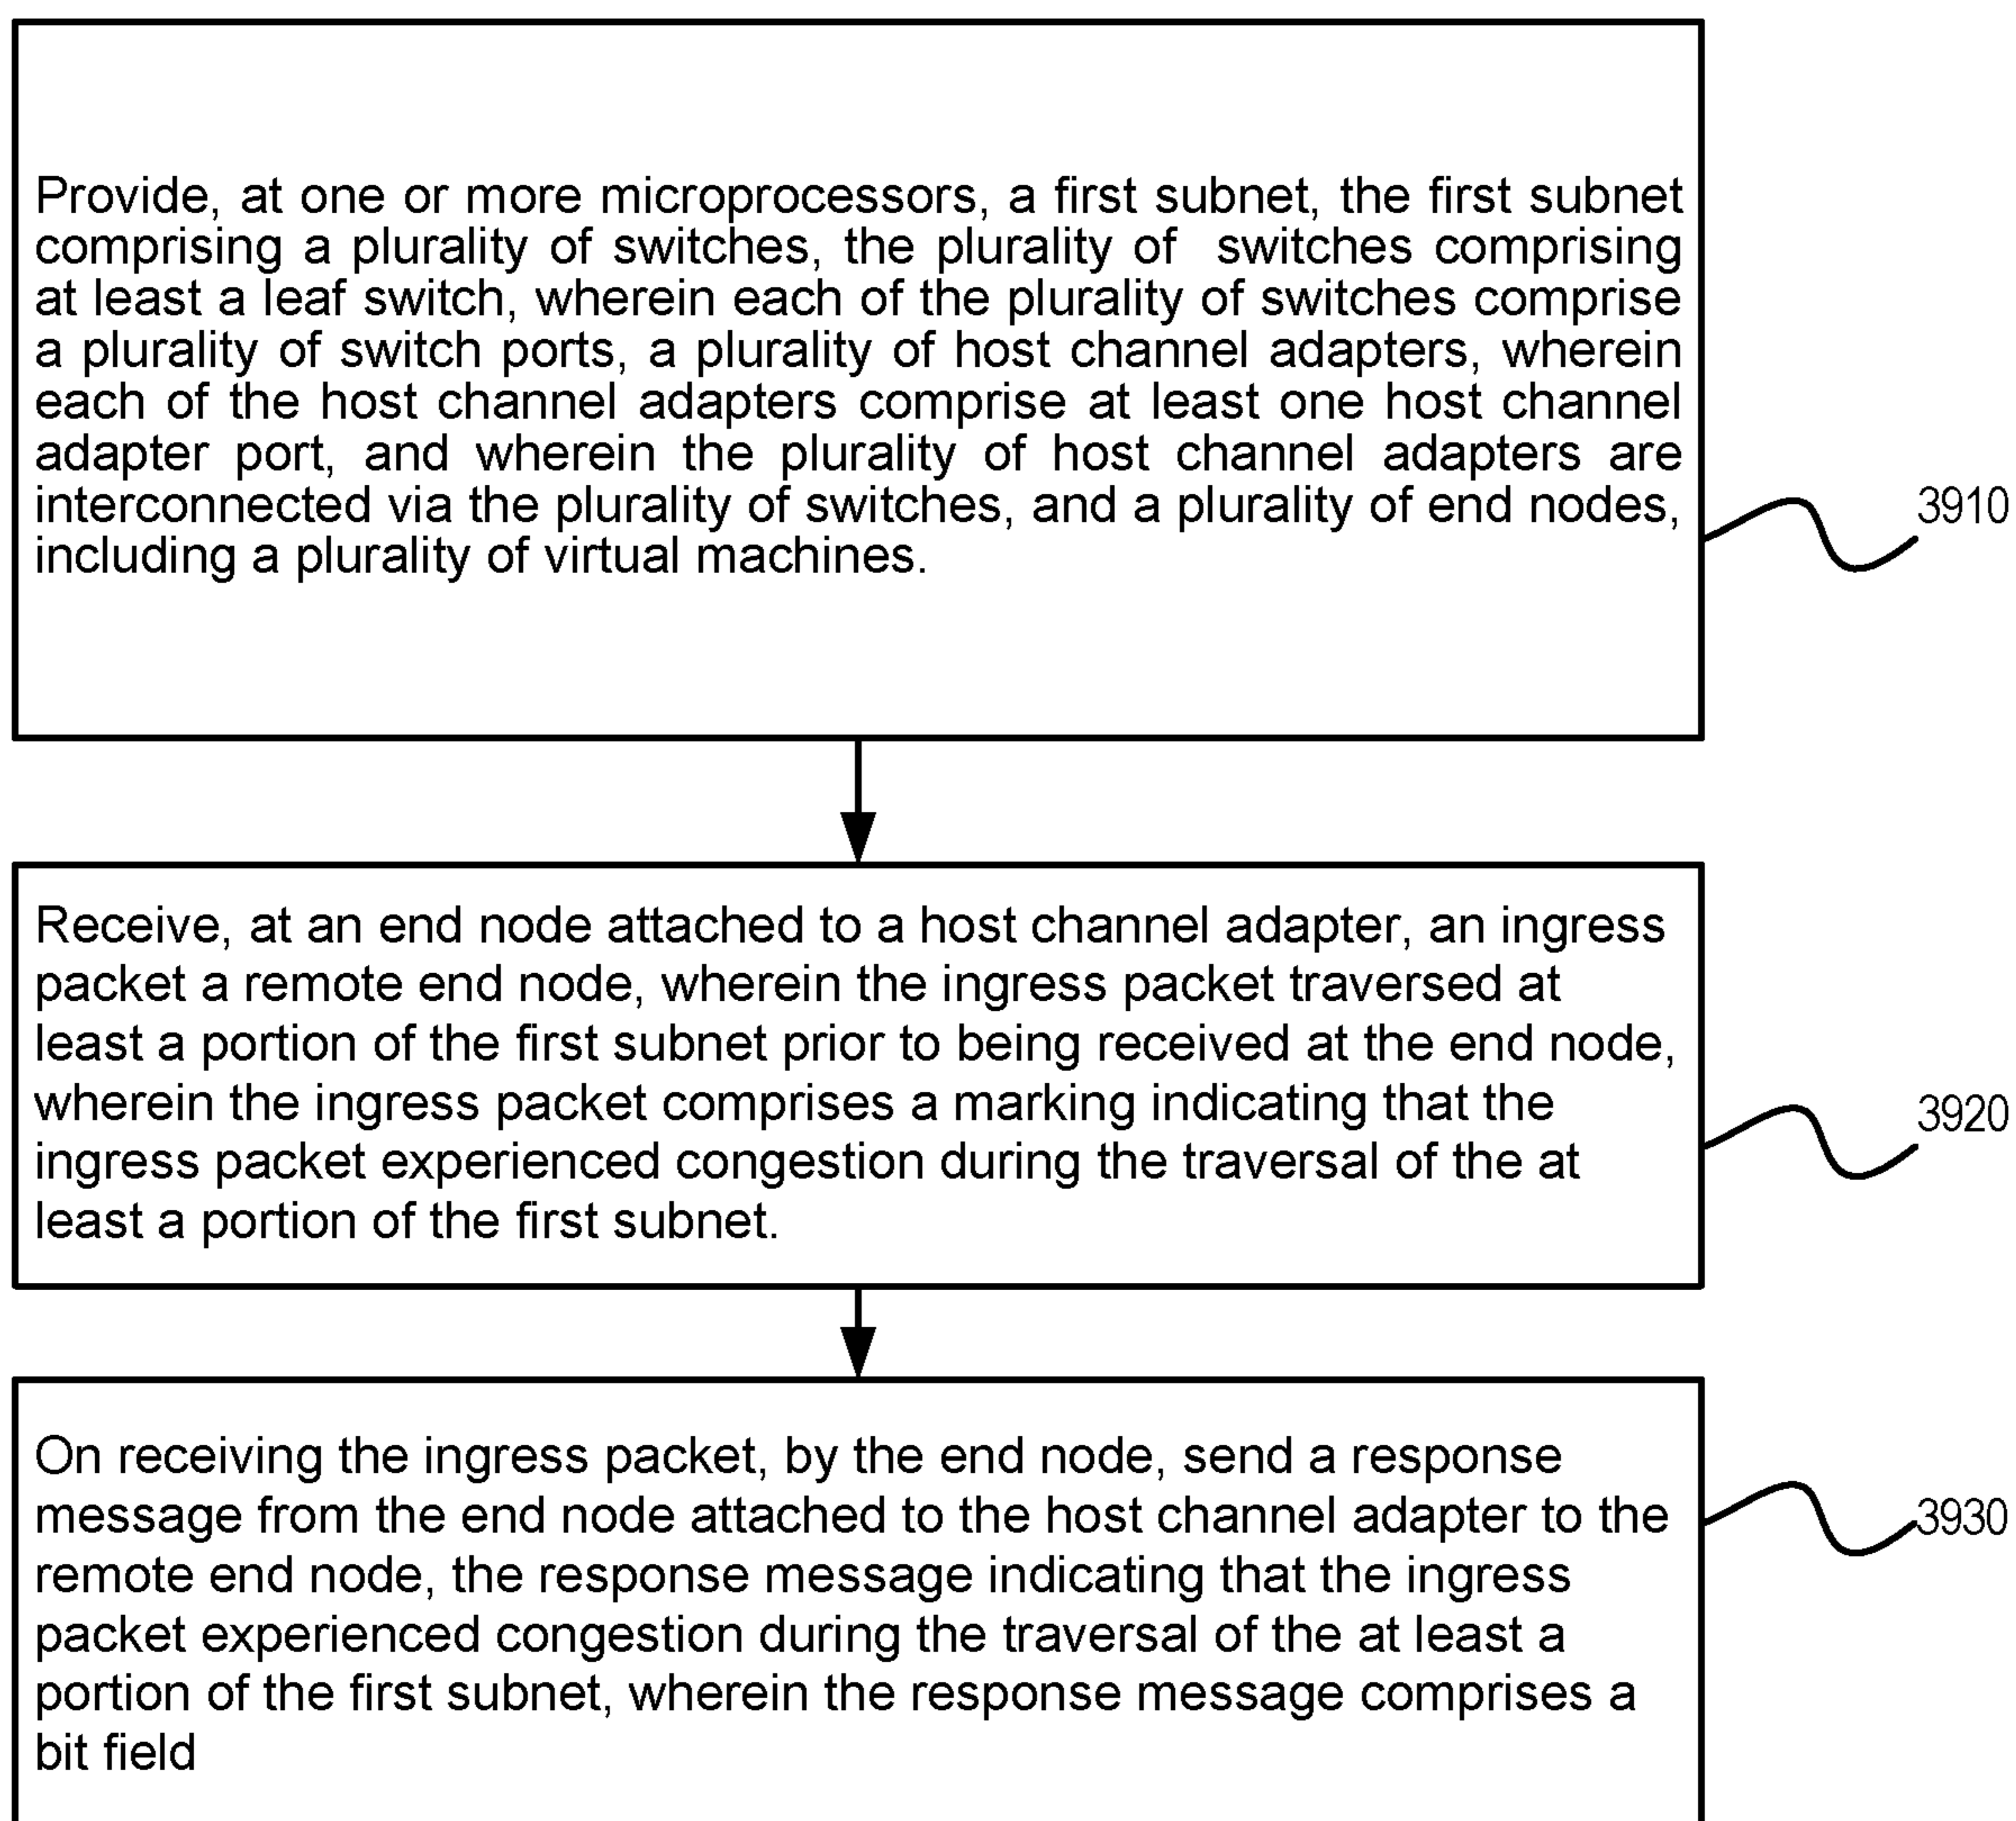 Provide, at one or more microprocessors, a first subnet, the first subnet
comprising a plurality of switches, the plurality of switches comprising
at least a leaf switch, wherein each of the plurality of switches comprise
a plurality of switch ports, a plurality of host channel adapters, wherein
each of the host channel adapters comprise at least one host channel
adapter port, and wherein the plurality of host channel adapters are
interconnected via the plurality of switches, and a plurality of end nodes,
including a plurality of virtual machines.
3910
Receive, at an end node attached to a host channel adapter, an ingress
packet a remote end node, wherein the ingress packet traversed at
least a portion of the first subnet prior to being received at the end node,
wherein the ingress packet comprises a marking indicating that the
ingress packet experienced congestion during the traversal of the at
least a portion of the first subnet.
3920
On receiving the ingress packet, by the end node, send a response
message from the end node attached to the host channel adapter to the
remote end node, the response message indicating that the ingress
packet experienced congestion during the traversal of the at least a
portion of the first subnet, wherein the response message comprises a
bit field
3930